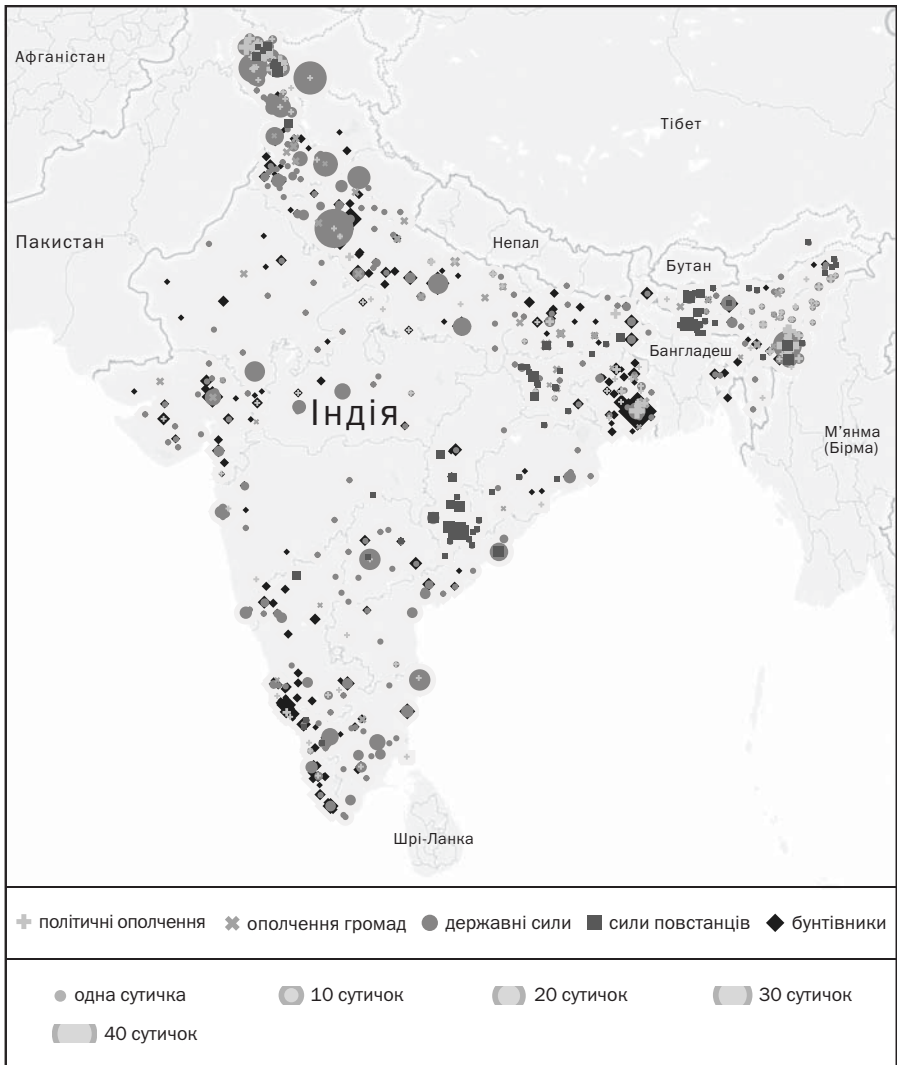 Афганістан
Тібет
Пакистан
Непал
Бутан
Бангладеш
Індія
М'янма
(Бірма)
Шрі-Ланка
політичні ополчення
ополчення громад
державні сили
сили повстанців
бунтівники
одна сутичка
10 сутичок
20 сутичок
30 сутичок
40 сутичок